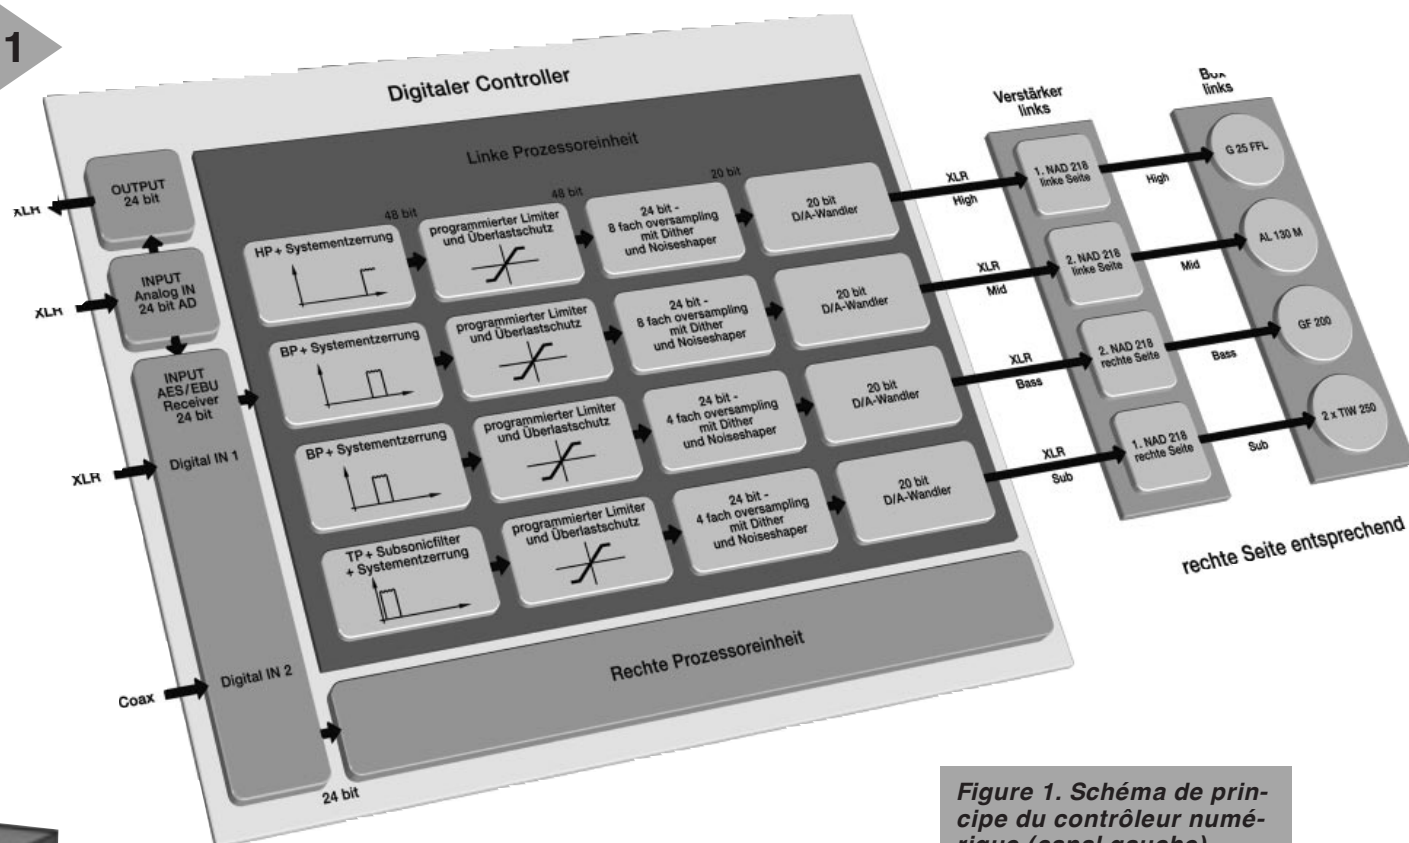 1
Digitaler Controller
Linke Prozessoreinheit
OUTPUT
24 bit
XLR
INPUT
Analog IN
24 bit AD
XLR
INPUT
AES/EBU
Receiver
24 bit
Digital IN 1
XLR
Digital IN 2
Coax
24 bit
48 bit
48 bit
20 bit
HP + Systementzerrung
programmierter Limiter
und Überlastschutz
24 bit -
8 fach oversampling
mit Dither
und Noiseshaper
20 bit
D/A-Wandler
BP + Systementzerrung
programmierter Limiter
und Überlastschutz
24 bit -
8 fach oversampling
mit Dither
und Noiseshaper
20 bit
D/A-Wandler
BP + Systementzerrung
programmierter Limiter
und Überlastschutz
24 bit -
4 fach oversampling
mit Dither
und Noiseshaper
20 bit
D/A-Wandler
TP + Subsonicfilter
+ Systementzerrung
programmierter Limiter
und Überlastschutz
24 bit -
4 fach oversampling
mit Dither
und Noiseshaper
20 bit
D/A-Wandler
Rechte Prozessoreinheit
Verstärker
links
Box
links
XLR
High
1. NAD 218
linke Seite
High
G 25 FFL
XLR
Mid
2. NAD 218
linke Seite
Mid
AL 130 M
XLR
Bass
2. NAD 218
rechte Seite
Bass
GF 200
XLR
Sub
1. NAD 218
rechte Seite
Sub
2 x TIW 250
rechte Seite entsprechend
Figure 1. Schéma de prin-
cipe du contrôleur numé-
rique (canal gauche)